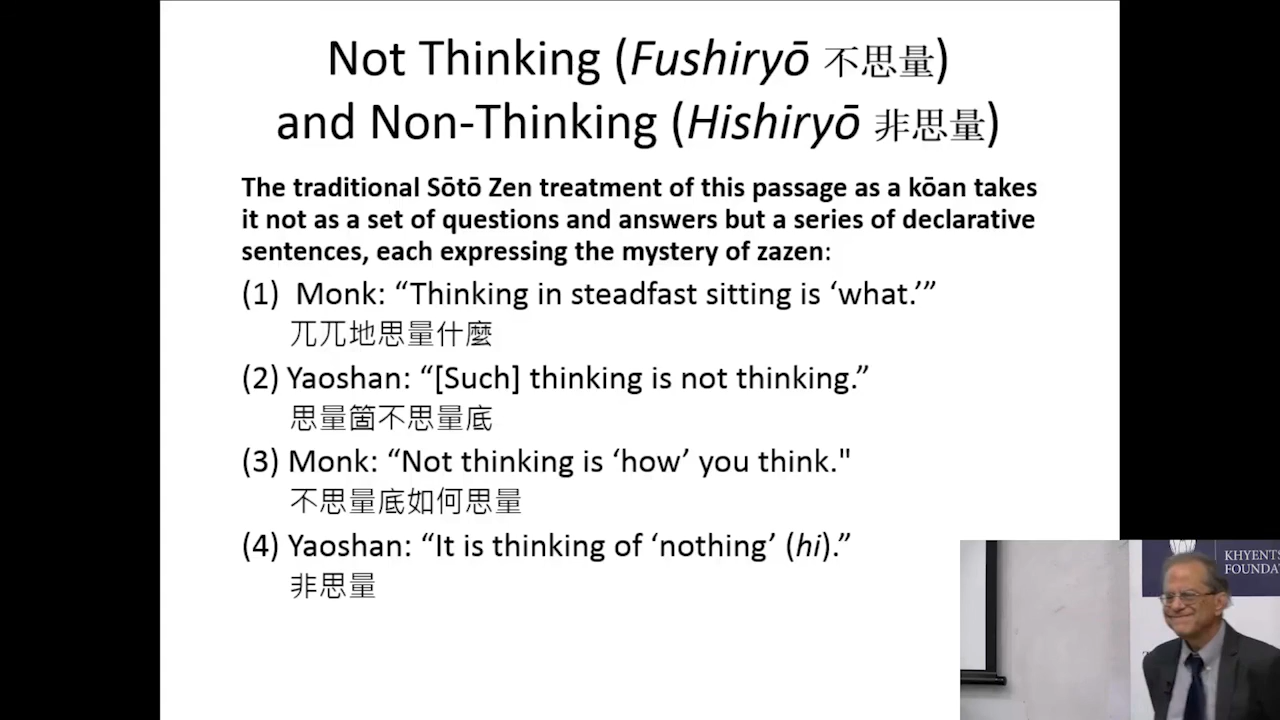 Not Thinking (Fushiryō 不思量)
and Non-Thinking (Hishiryō 非思量)
The traditional Sōtō Zen treatment of this passage as a kōan takes
it not as a set of questions and answers but a series of declarative
sentences, each expressing the mystery of zazen:
(1) Monk: “Thinking in steadfast sitting is ‘what.’”
兀兀地思量什麼
(2) Yaoshan: “[Such] thinking is not thinking.”
思量箇不思量底
(3) Monk: “Not thinking is ‘how’ you think."
不思量底如何思量
(4) Yaoshan: “It is thinking of ‘nothing’ (hi).”
非思量
KHYENTS
FOUNDA